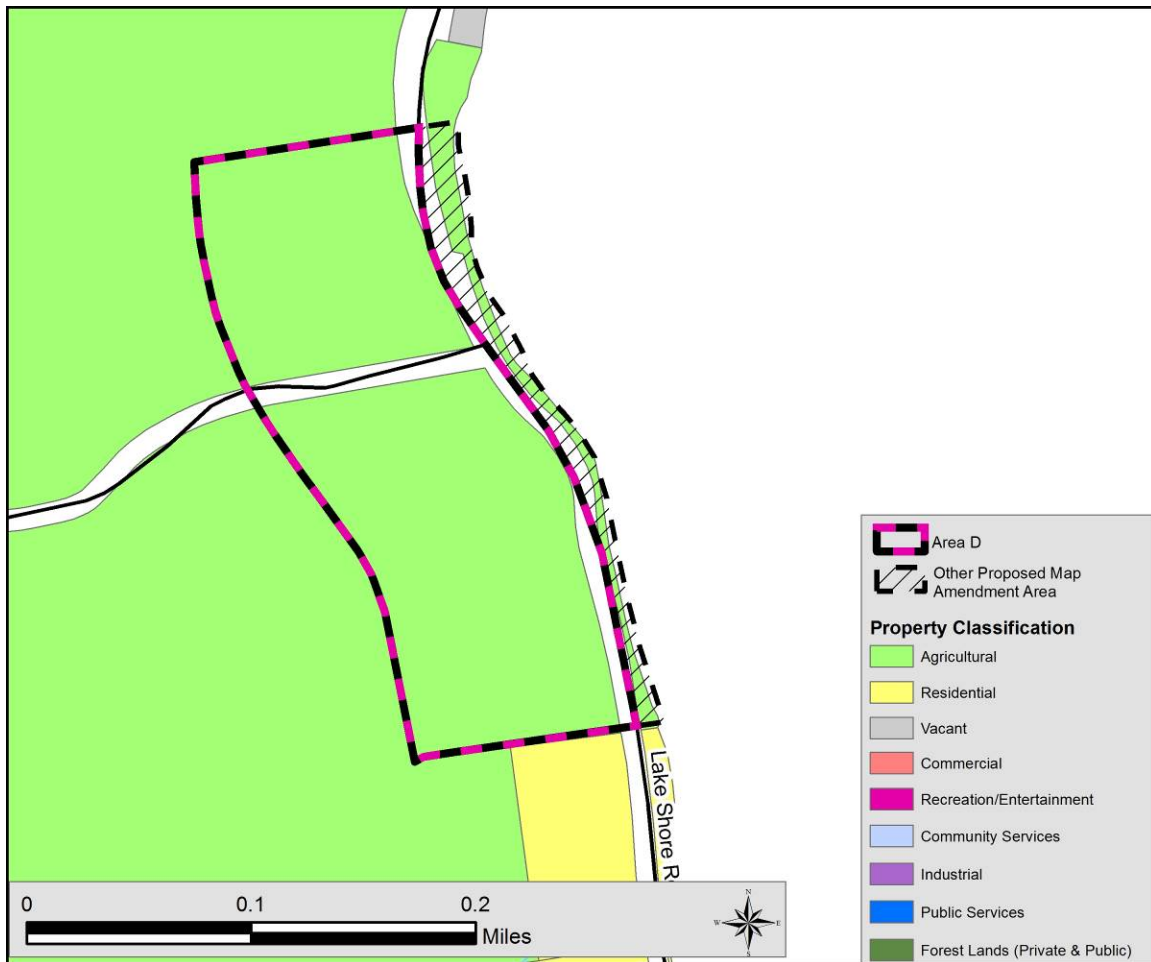 Area D
Other Proposed Map
Amendment Area
Property Classification
Agricultural
Residential
Vacant
Commercial
Recreation/Entertainment
Community Services
Industrial
Public Services
Forest Lands (Private & Public)
Lake Shore R
0 0.1 0.2
Miles
N
W E
S